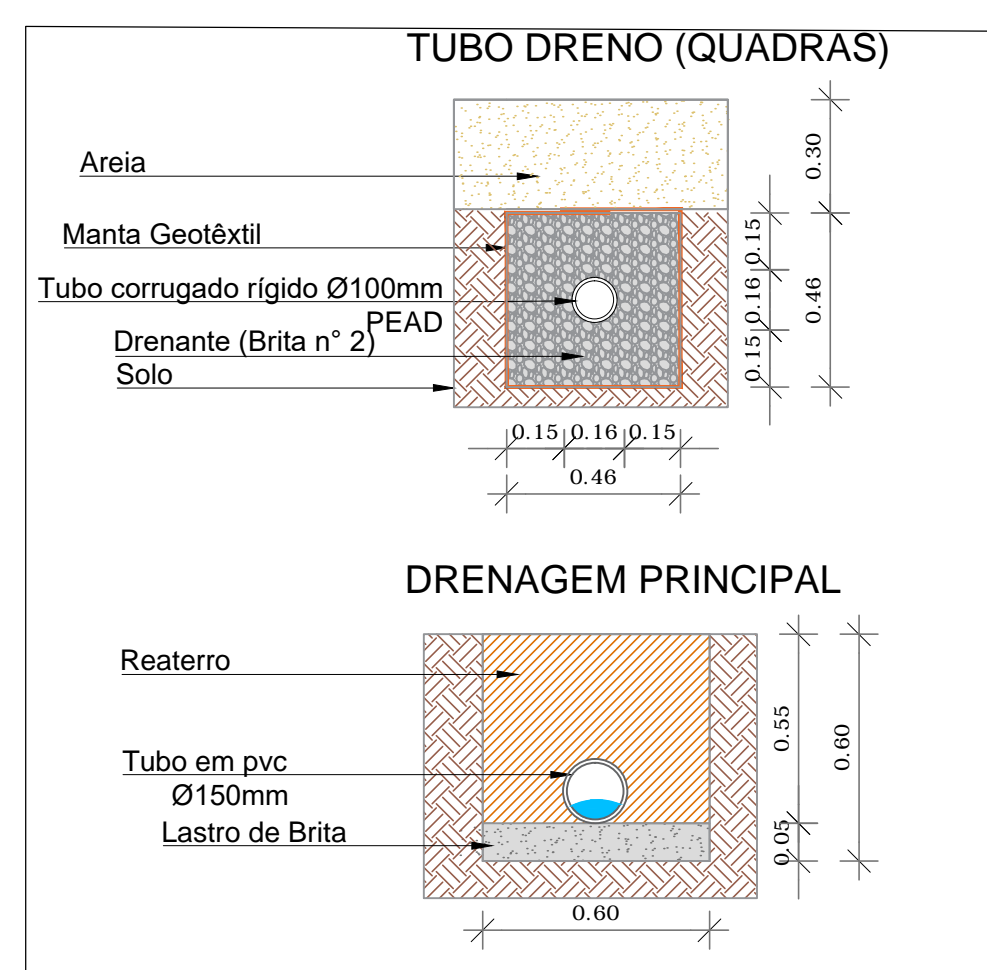 TUBO DRENO (QUADRAS)
Areia
0.30
Manta Geotêxtil
0.15
Tubo corrugado rígido Ø100mm
PEAD
0.16
0.46
Drenante (Brita n° 2)
0.15
Solo
0.15 0.16 0.15
0.46
DRENAGEM PRINCIPAL
Reaterro
0.55
0.60
Tubo em pvc
Ø150mm
Lastro de Brita
0.05
0.60